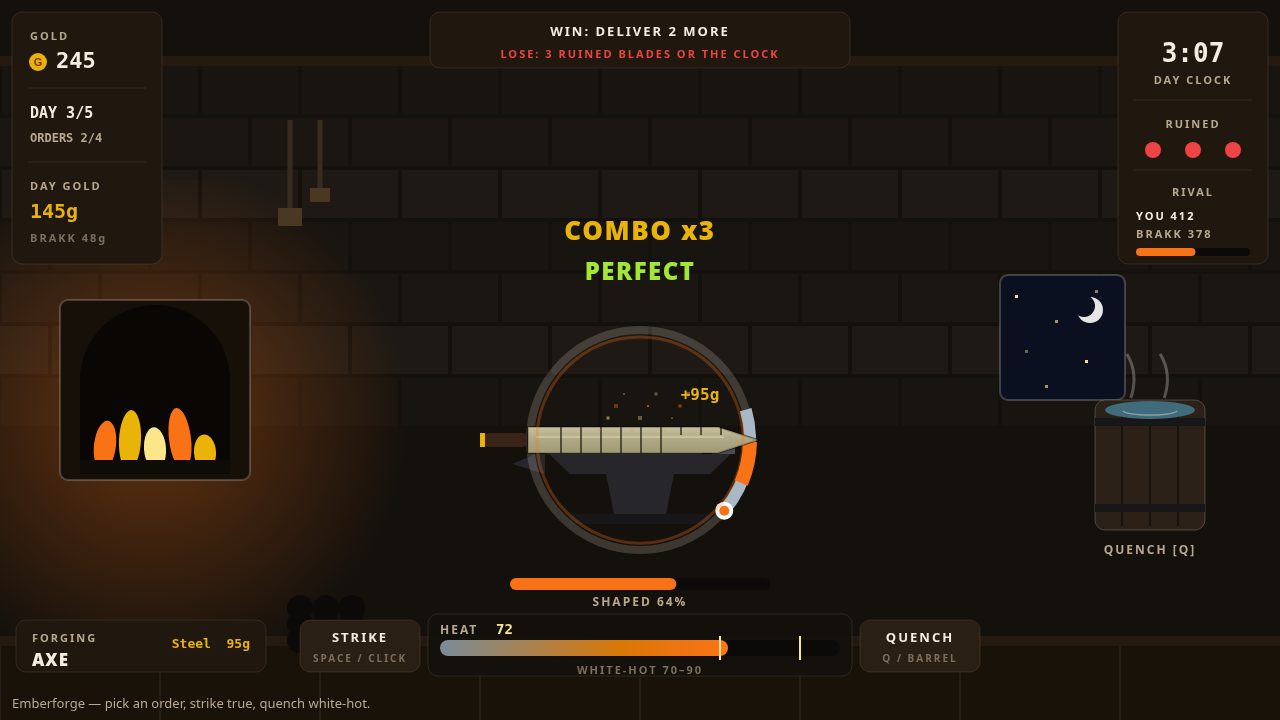 GOLD
G 245
DAY 3/5
ORDERS 2/4
DAY GOLD
145g
BRAKK 48g
WIN: DELIVER 2 MORE
LOSE: 3 RUINED BLADES OR THE CLOCK
3:07
DAY CLOCK
RUINED
RIVAL
YOU 412
BRAKK 378
COMBO x3
PERFECT
+95g
QUENCH [Q]
SHAPED 64%
FORGING
Steel 95g
AXE
STRIKE
SPACE / CLICK
HEAT 72
WHITE-HOT 70–90
QUENCH
Q / BARREL
Emberforge — pick an order, strike true, quench white-hot.